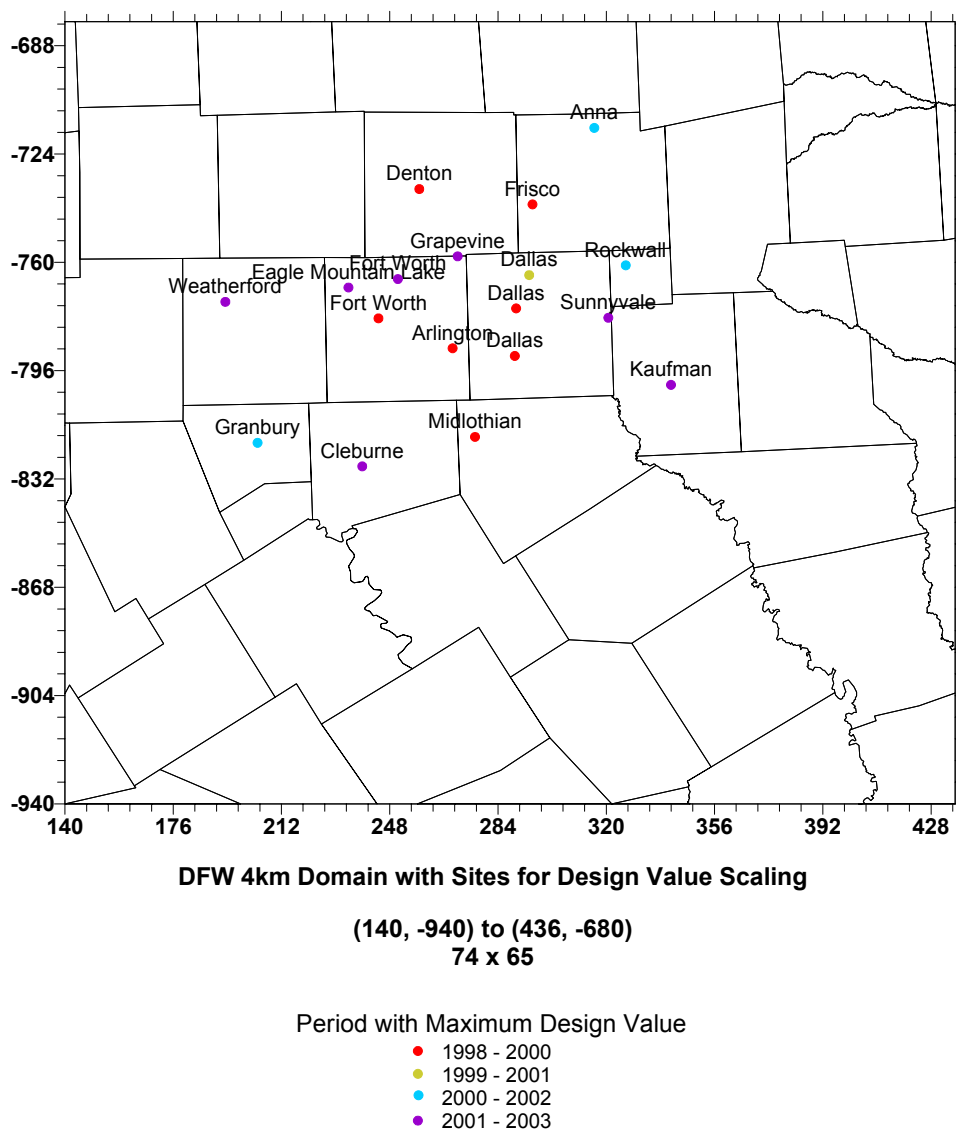 -688
Anna
-724
Denton
Frisco
Grapevine
-760
Dallas
Rockwall
Fort Worth
Eagle Mountain Lake
Weatherford
Fort Worth
Dallas
Sunnyvale
Arlington
Dallas
-796
Kaufman
Granbury
Midlothian
Cleburne
-832
-868
-904
-940
140 176 212 248 284 320 356 392 428
DFW 4km Domain with Sites for Design Value Scaling
(140, -940) to (436, -680)
74 x 65
Period with Maximum Design Value
1998 - 2000
1999 - 2001
2000 - 2002
2001 - 2003